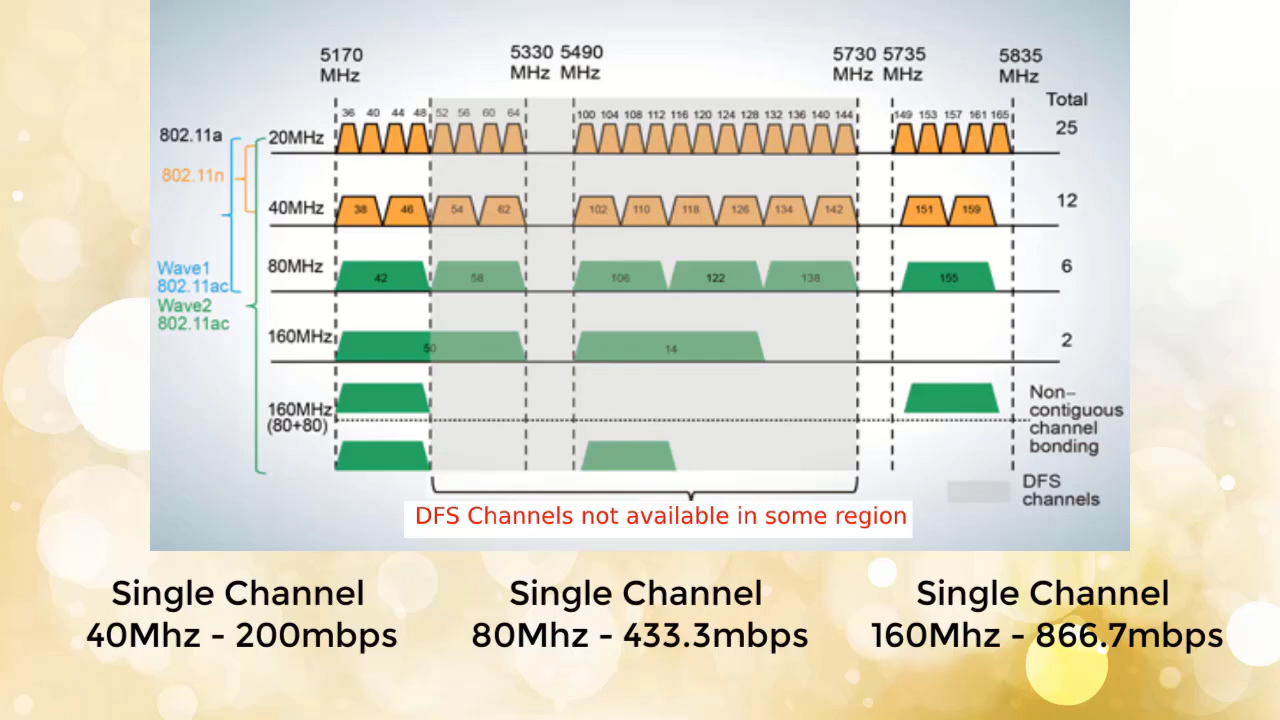 5170 MHz
5330 MHz
5490 MHz
5730 MHz
5735 MHz
5835 MHz
Total
36 40 44 48 52 56 60 64 100 104 108 112 116 120 124 128 132 136 140 144 149 153 157 161 165
802.11a
20MHz
25
802.11n
40MHz
38 46 54 62 102 110 118 126 134 142 151 159
12
Wave1
802.11ac
80MHz
42 58 106 122 138 155
6
Wave2
802.11ac
160MHz
50 14
2
160MHz
(80+80)
Non–
contiguous
channel
bonding
DFS
channels
DFS Channels not available in some region
Single Channel
40Mhz - 200mbps
Single Channel
80Mhz - 433.3mbps
Single Channel
160Mhz - 866.7mbps